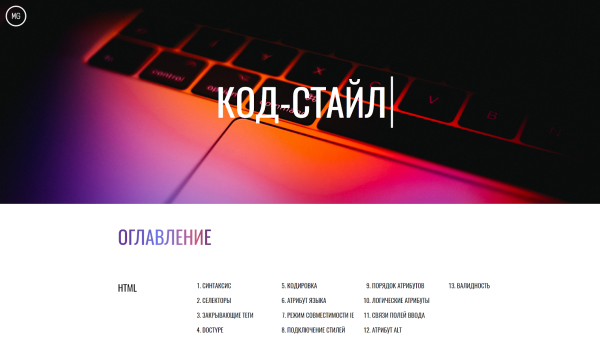 MG
control
option
КОД-СТАЙЛ
ОГЛАВЛЕНИЕ
HTML
1. СИНТАКСИС
2. СЕЛЕКТОРЫ
3. ЗАКРЫВАЮЩИЕ ТЕГИ
4. DOCTYPE
5. КОДИРОВКА
6. АТРИБУТ ЯЗЫКА
7. РЕЖИМ СОВМЕСТИМОСТИ IE
8. ПОДКЛЮЧЕНИЕ СТИЛЕЙ
9. ПОРЯДОК АТРИБУТОВ
10. ЛОГИЧЕСКИЕ АТРИБУТЫ
11. СВЯЗИ ПОЛЕЙ ВВОДА
12. АТРИБУТ ALT
13. ВАЛИДНОСТЬ